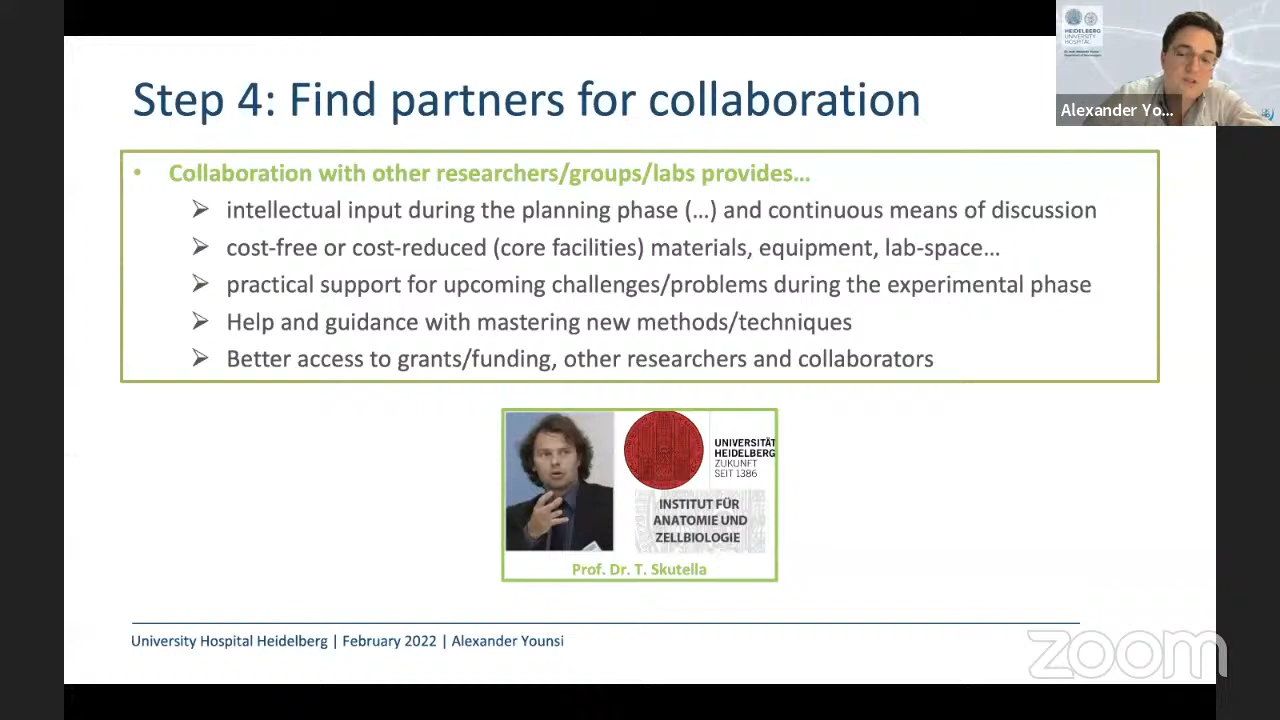 HEIDELBERG
UNIVERSITY
HOSPITAL
Alexander Yo...
Step 4: Find partners for collaboration
• Collaboration with other researchers/groups/labs provides...
➢ intellectual input during the planning phase (...) and continuous means of discussion
➢ cost-free or cost-reduced (core facilities) materials, equipment, lab-space...
➢ practical support for upcoming challenges/problems during the experimental phase
➢ Help and guidance with mastering new methods/techniques
➢ Better access to grants/funding, other researchers and collaborators
UNIVERSITÄT
HEIDELBERG
ZUKUNFT
SEIT 1386
INSTITUT FÜR
ANATOMIE UND
ZELLBIOLOGIE
Prof. Dr. T. Skutella
University Hospital Heidelberg | February 2022 | Alexander Younsi
zoom